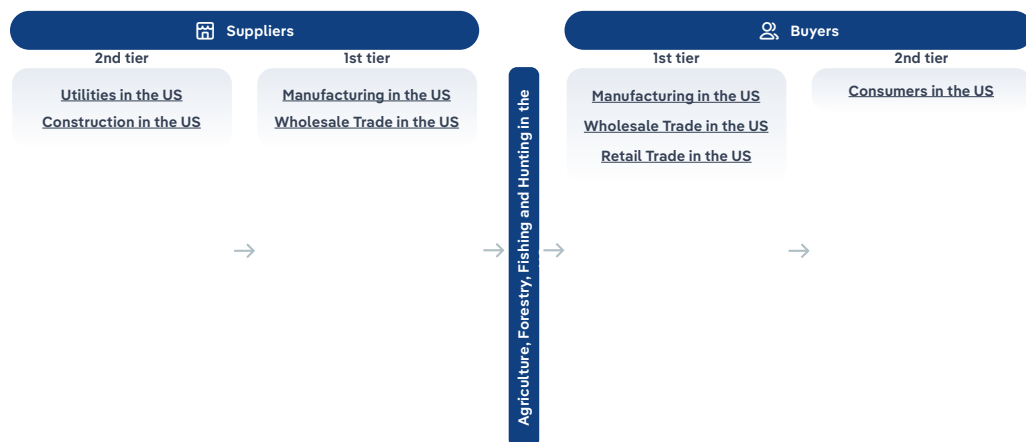 Suppliers
Buyers
2nd tier
1st tier
1st tier
2nd tier
Utilities in the US
Construction in the US
Manufacturing in the US
Wholesale Trade in the US
Agriculture, Forestry, Fishing and Hunting in the
Manufacturing in the US
Wholesale Trade in the US
Retail Trade in the US
Consumers in the US